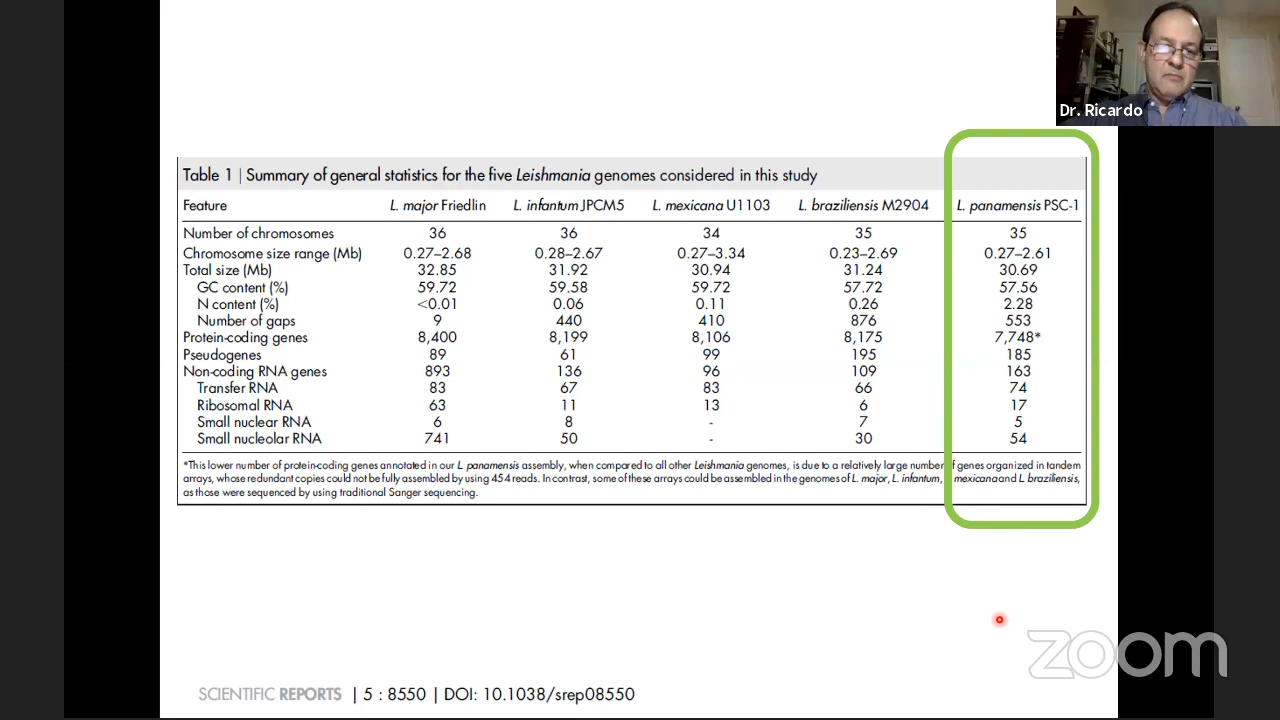 Dr. Ricardo
Table 1 | Summary of general statistics for the five Leishmania genomes considered in this study
Feature L. major Friedlin L. infantum JPCM5 L. mexicana U1103 L. braziliensis M2904 L. panamensis PSC-1
Number of chromosomes 36 36 34 35 35
Chromosome size range (Mb) 0.27–2.68 0.28–2.67 0.27–3.34 0.23–2.69 0.27–2.61
Total size (Mb) 32.85 31.92 30.94 31.24 30.69
GC content (%) 59.72 59.58 59.72 57.72 57.56
N content (%) <0.01 0.06 0.11 0.26 2.28
Number of gaps 9 440 410 876 553
Protein-coding genes 8,400 8,199 8,106 8,175 7,748*
Pseudogenes 89 61 99 195 185
Non-coding RNA genes 893 136 96 109 163
Transfer RNA 83 67 83 66 74
Ribosomal RNA 63 11 13 6 17
Small nuclear RNA 6 8 - 7 5
Small nucleolar RNA 741 50 - 30 54
*This lower number of protein-coding genes annotated in our L. panamensis assembly, when compared to all other Leishmania genomes, is due to a relatively large number of genes organized in tandem
arrays, whose redundant copies could not be fully assembled by using 454 reads. In contrast, some of these arrays could be assembled in the genomes of L. major, L. infantum, mexicana and L. braziliensis,
as those were sequenced by using traditional Sanger sequencing.
zoom
SCIENTIFIC REPORTS | 5 : 8550 | DOI: 10.1038/srep08550